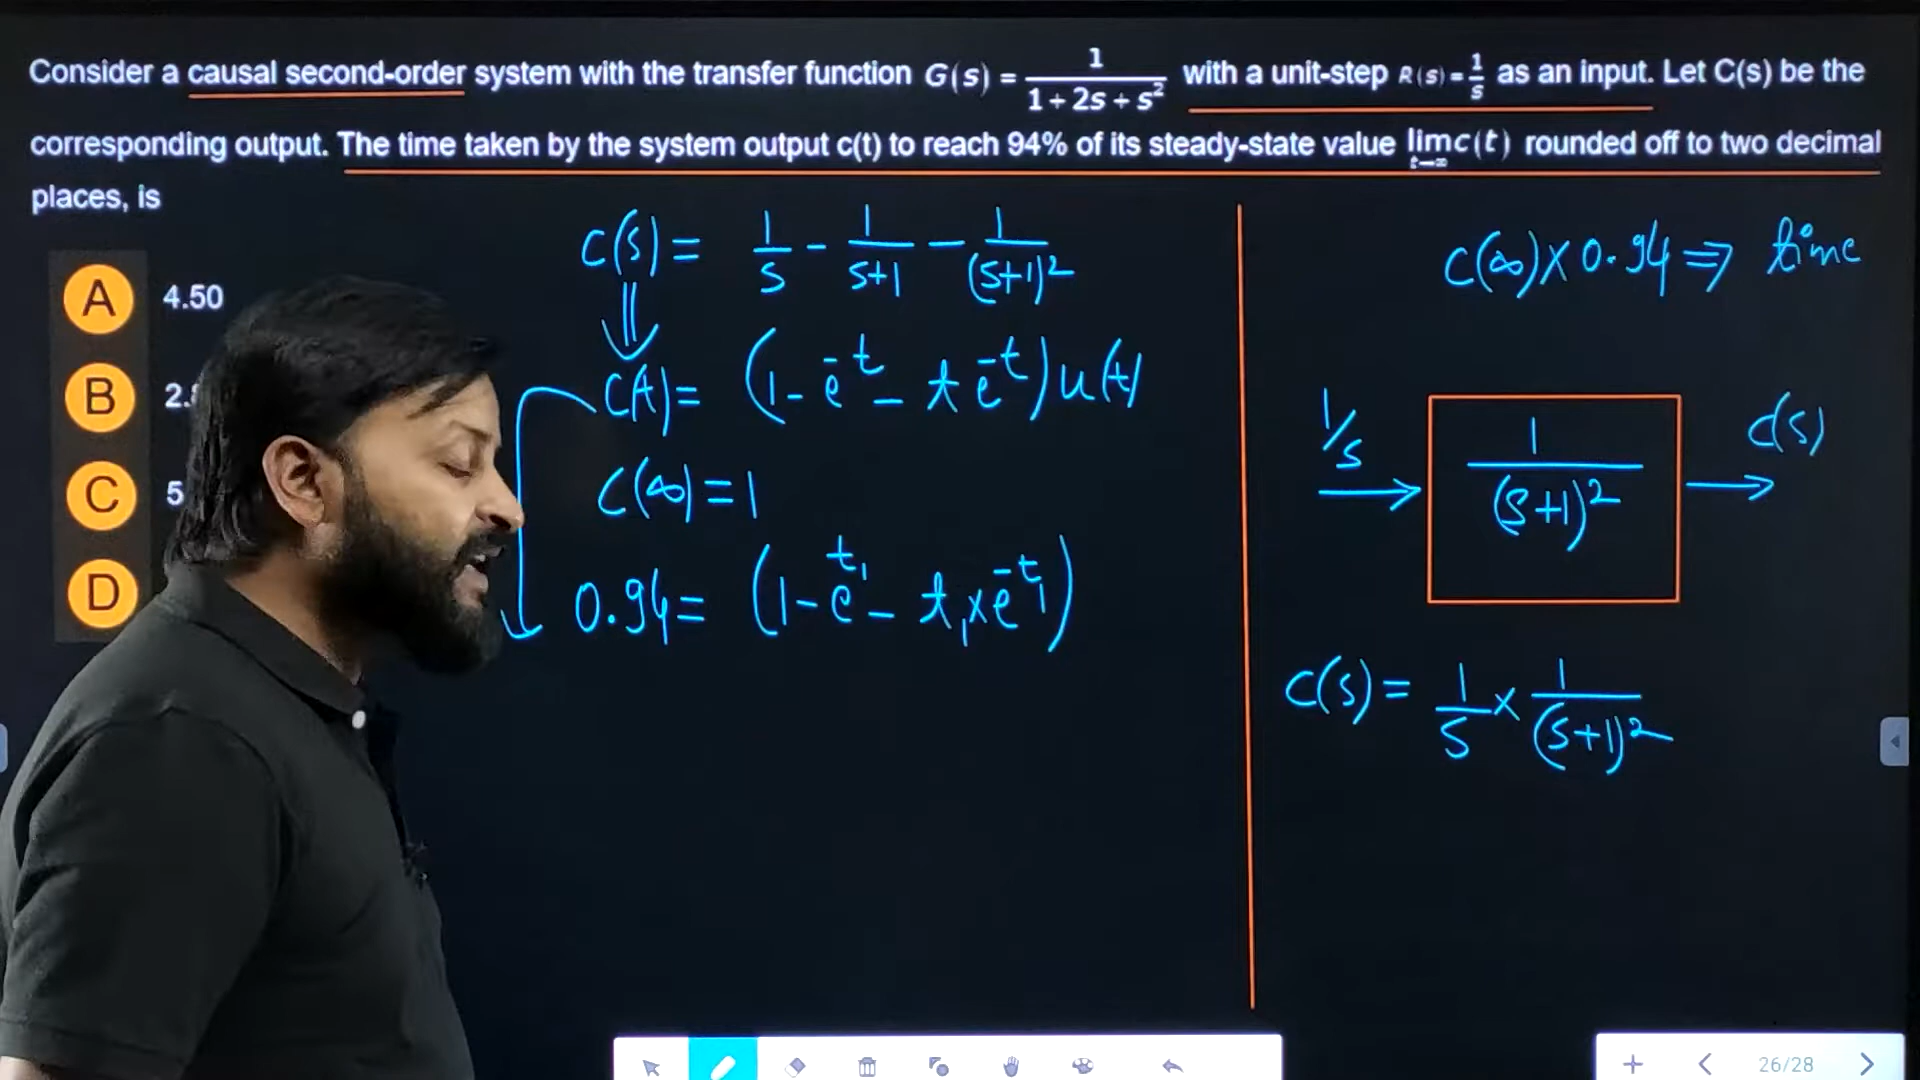 Consider a causal second-order system with the transfer function G(s) = 1/(1 + 2s + s²) with a unit-step R(s) = 1/s as an input. Let C(s) be the
corresponding output. The time taken by the system output c(t) to reach 94% of its steady-state value lim t→∞ c(t) rounded off to two decimal
places, is
A 4.50
B
C
D
C(s) = 1/s - 1/(s+1) - 1/(s+1)²
⇓
C(t) = (1 - e^-t - t e^-t) u(t)
C(∞) = 1
0.94 = (1 - e^t₁ - t₁ × e^-t₁)
C(∞) × 0.94 ⇒ time
1/s → 1/(s+1)² → C(s)
C(s) = 1/s × 1/(s+1)²
26/28